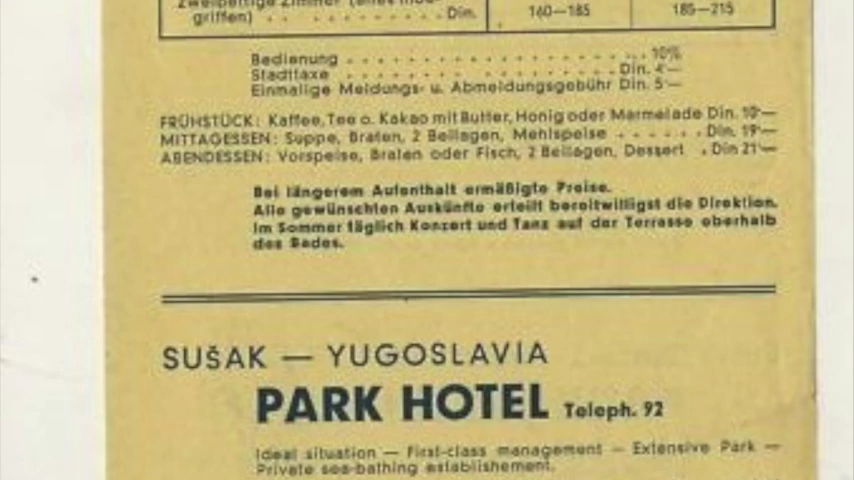 Zweibettige Zimmer (alles inbe-
griffen) . . . . . . . . . . . Din. 160—185 185—215
Bedienung . . . . . . . . . . . . . . . . . . . . 10%
Stadttaxe . . . . . . . . . . . . . . . . . Din. 4·—
Einmalige Meldungs- u. Abmeldungsgebühr Din. 5·—
FRÜHSTÜCK: Kaffee, Tee o. Kakao mit Butter, Honig oder Marmelade Din. 10·—
MITTAGESSEN: Suppe, Braten, 2 Beilagen, Mehlspeise . . . . . . Din. 19·—
ABENDESSEN: Vorspeise, Braten oder Fisch, 2 Beilagen, Dessert . Din 21·—
Bei längerem Aufenthalt ermäßigte Preise.
Alle gewünschten Auskünfte erteilt bereitwilligst die Direktion.
Im Sommer täglich Konzert und Tanz auf der Terrasse oberhalb
des Bades.
SUŠAK — YUGOSLAVIA
PARK HOTEL Teleph. 92
Ideal situation — First-class management — Extensive Park —
Private sea-bathing establishement.